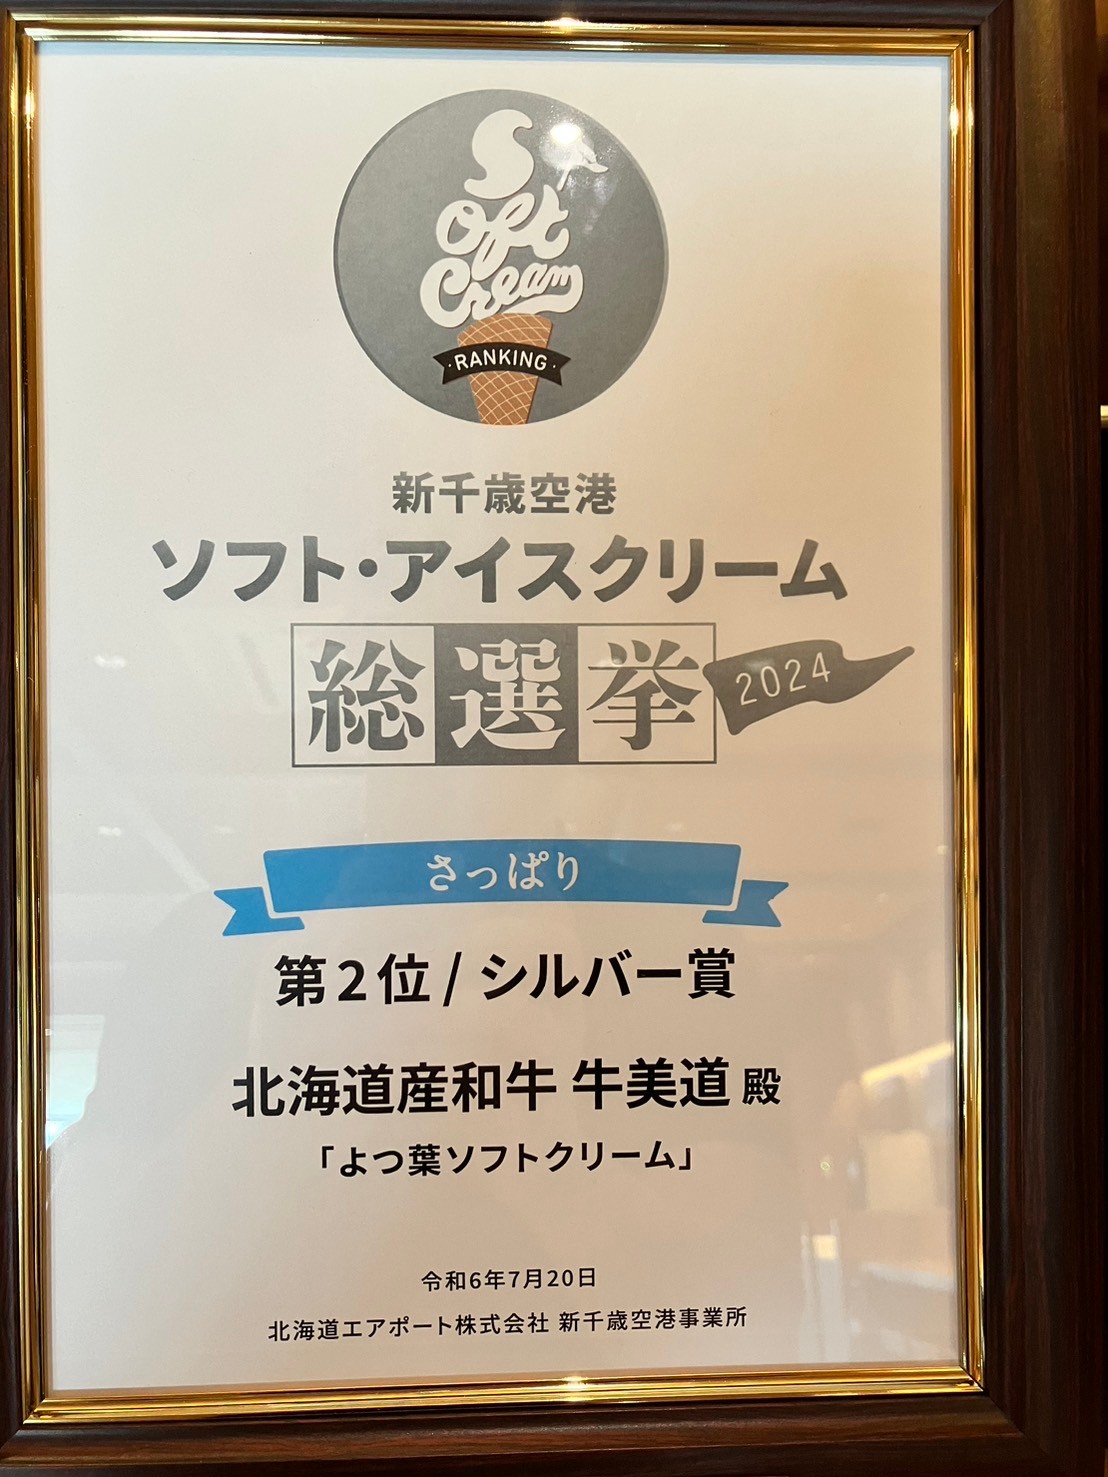 Soft
Cream
·RANKING·
新千歳空港
ソフト・アイスクリーム
総選挙 2024
さっぱり
第2位/シルバー賞
北海道産和牛 牛美道 殿
「よつ葉ソフトクリーム」
令和6年7月20日
北海道エアポート株式会社 新千歳空港事業所